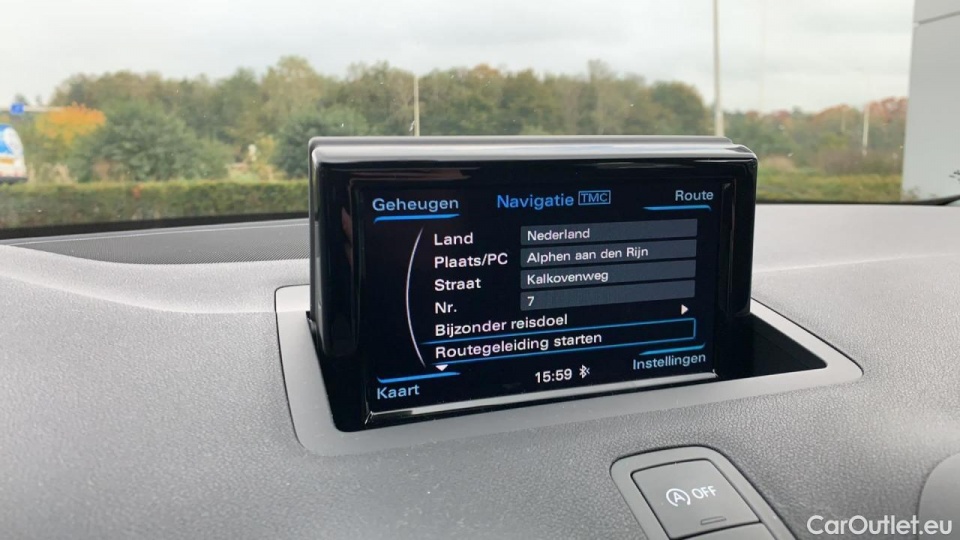 Geheugen Navigatie TMC Route
Land Nederland
Plaats/PC Alphen aan den Rijn
Straat Kalkovenweg
Nr. 7
Bijzonder reisdoel
Routegeleiding starten
Kaart 15:59 Instellingen
A OFF
CarOutlet.eu